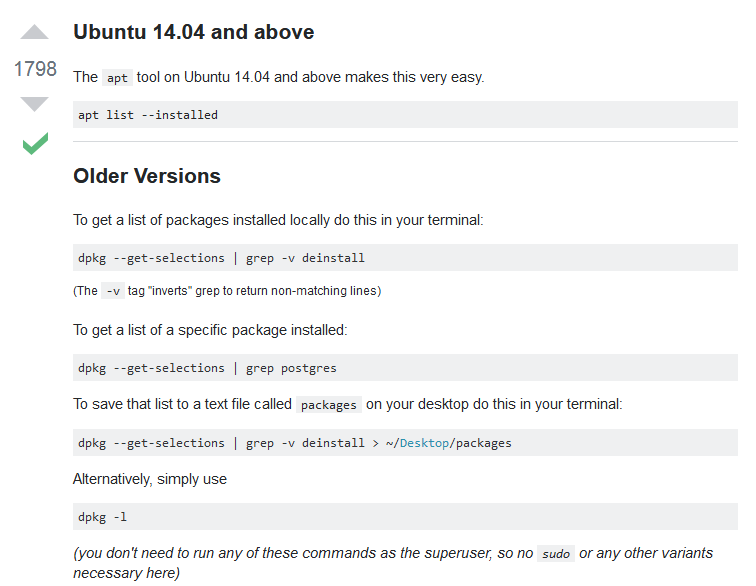 Ubuntu 14.04 and above
1798
The apt tool on Ubuntu 14.04 and above makes this very easy.
apt list --installed
Older Versions
To get a list of packages installed locally do this in your terminal:
dpkg --get-selections | grep -v deinstall
(The -v tag "inverts" grep to return non-matching lines)
To get a list of a specific package installed:
dpkg --get-selections | grep postgres
To save that list to a text file called packages on your desktop do this in your terminal:
dpkg --get-selections | grep -v deinstall > ~/Desktop/packages
Alternatively, simply use
dpkg -l
(you don't need to run any of these commands as the superuser, so no sudo or any other variants
necessary here)